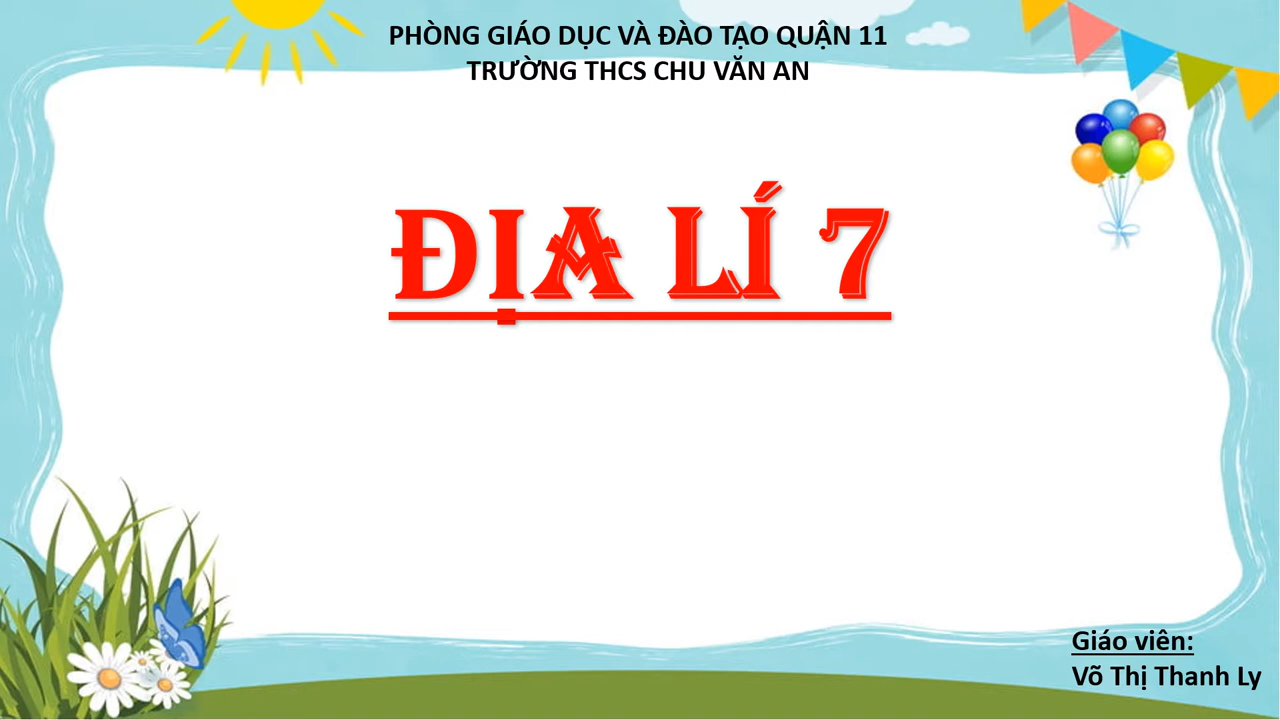 PHÒNG GIÁO DỤC VÀ ĐÀO TẠO QUẬN 11
TRƯỜNG THCS CHU VĂN AN
ĐỊA LÍ 7
Giáo viên:
Võ Thị Thanh Ly